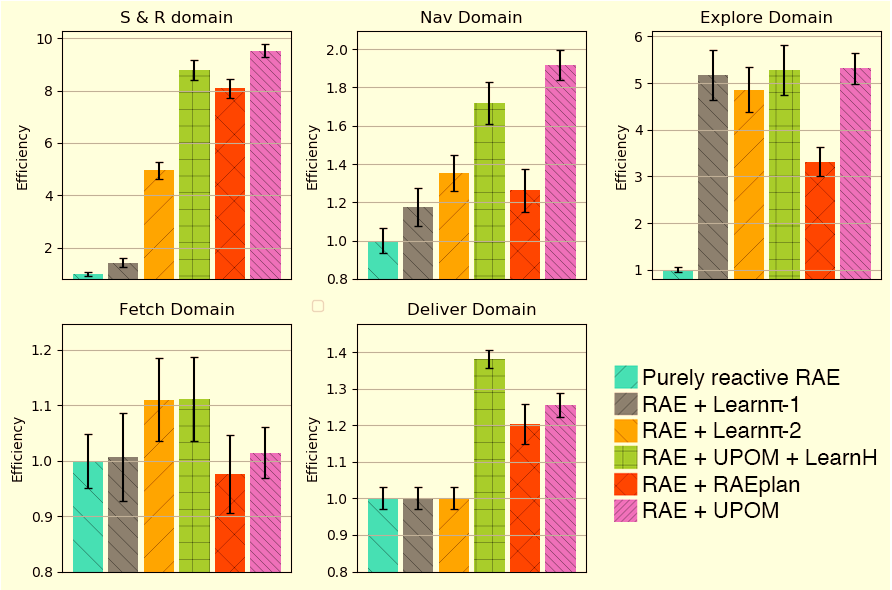 S & R domain
10
8
6
4
2
Efficiency
Nav Domain
2.0
1.8
1.6
1.4
1.2
1.0
0.8
Efficiency
Explore Domain
6
5
4
3
2
1
Efficiency
Fetch Domain
1.2
1.1
1.0
0.9
0.8
Efficiency
Deliver Domain
1.4
1.3
1.2
1.1
1.0
0.9
0.8
Efficiency
Purely reactive RAE
RAE + Learnπ-1
RAE + Learnπ-2
RAE + UPOM + LearnH
RAE + RAEplan
RAE + UPOM